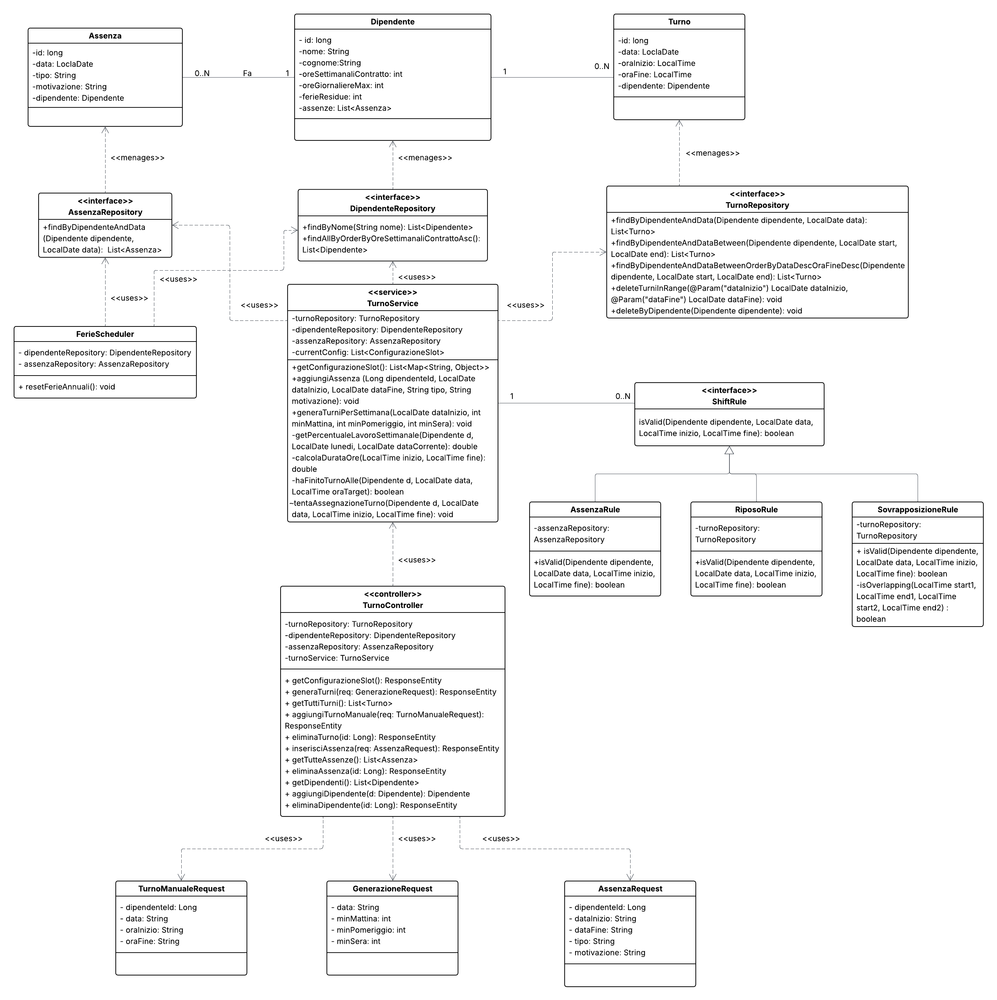 Assenza
-id: long
-data: LoclaDate
-tipo: String
-motivazione: String
-dipendente: Dipendente
0..N
Fa
1
Dipendente
- id: long
-nome: String
-cognome:String
-oreSettimanaliContratto: int
-oreGiornaliereMax: int
-ferieResidue: int
-assenze: List<Assenza>
1
0..N
Turno
-id: long
-data: LoclaDate
-oraInizio: LocalTime
-oraFine: LocalTime
-dipendente: Dipendente
<<menages>>
<<menages>>
<<menages>>
<<interface>>
AssenzaRepository
+findByDipendenteAndData
(Dipendente dipendente,
LocalDate data):  List<Assenza>
<<interface>>
DipendenteRepository
+findByNome(String nome): List<Dipendente>
+findAllByOrderByOreSettimanaliContrattoAsc():
List<Dipendente>
<<interface>>
TurnoRepository
+findByDipendenteAndData(Dipendente dipendente, LocalDate data):
List<Turno>
+findByDipendenteAndDataBetween(Dipendente dipendente, LocalDate start,
LocalDate end): List<Turno>
+findByDipendenteAndDataBetweenOrderByDataDescOraFineDesc(Dipendente
dipendente, LocalDate start, LocalDate end): List<Turno>
+deleteTurniInRange(@Param("dataInizio") LocalDate dataInizio,
@Param("dataFine") LocalDate dataFine): void
+deleteByDipendente(Dipendente dipendente): void
<<uses>>
<<uses>>
<<uses>>
<<uses>>
<<uses>>
FerieScheduler
- dipendenteRepository: DipendenteRepository
- assenzaRepository: AssenzaRepository
+ resetFerieAnnuali(): void
<<service>>
TurnoService
-turnoRepository: TurnoRepository
-dipendenteRepository: DipendenteRepository
-assenzaRepository: AssenzaRepository
-currentConfig: List<ConfigurazioneSlot>
+getConfigurazioneSlot(): List<Map<String, Object>>
+aggiungiAssenza (Long dipendenteId, LocalDate
dataInizio, LocalDate dataFine, String tipo, String
motivazione): void
+generaTurniPerSettimana(LocalDate dataInizio, int
minMattina, int minPomeriggio, int minSera): void
-getPercentualeLavoroSettimanale(Dipendente d,
LocalDate lunedi, LocalDate dataCorrente): double
-calcolaDurataOre(LocalTime inizio, LocalTime fine):
double
-haFinitoTurnoAlle(Dipendente d, LocalDate data,
LocalTime oraTarget): boolean
~tentaAssegnazioneTurno(Dipendente d, LocalDate
data, LocalTime inizio, LocalTime fine): void
1
0..N
<<interface>>
ShiftRule
isValid(Dipendente dipendente, LocalDate data,
LocalTime inizio, LocalTime fine): boolean
AssenzaRule
-assenzaRepository:
AssenzaRepository
+isValid(Dipendente dipendente,
LocalDate data, LocalTime inizio,
LocalTime fine): boolean
RiposoRule
-turnoRepository:
TurnoRepository
+isValid(Dipendente dipendente,
LocalDate data, LocalTime inizio,
LocalTime fine): boolean
SovrapposizioneRule
-turnoRepository:
TurnoRepository
+ isValid(Dipendente dipendente,
LocalDate data, LocalTime inizio,
LocalTime fine): boolean
-isOverlapping(LocalTime start1,
LocalTime end1, LocalTime
start2, LocalTime end2) :
boolean
<<uses>>
<<controller>>
TurnoController
-turnoRepository: TurnoRepository
-dipendenteRepository: DipendenteRepository
-assenzaRepository: AssenzaRepository
-turnoService: TurnoService
+ getConfigurazioneSlot(): ResponseEntity
+ generaTurni(req: GenerazioneRequest): ResponseEntity
+ getTuttiTurni(): List<Turno>
+ aggiungiTurnoManuale(req: TurnoManualeRequest):
ResponseEntity
+ eliminaTurno(id: Long): ResponseEntity
+ inserisciAssenza(req: AssenzaRequest): ResponseEntity
+ getTutteAssenze(): List<Assenza>
+ eliminaAssenza(id: Long): ResponseEntity
+ getDipendenti(): List<Dipendente>
+ aggiungiDipendente(d: Dipendente): Dipendente
+ eliminaDipendente(id: Long): ResponseEntity
<<uses>>
<<uses>>
<<uses>>
TurnoManualeRequest
- dipendenteId: Long
- data: String
- oraInizio: String
- oraFine: String
GenerazioneRequest
- data: String
- minMattina: int
- minPomeriggio: int
- minSera: int
AssenzaRequest
- dipendenteId: Long
- dataInizio: String
- dataFine: String
- tipo: String
- motivazione: String